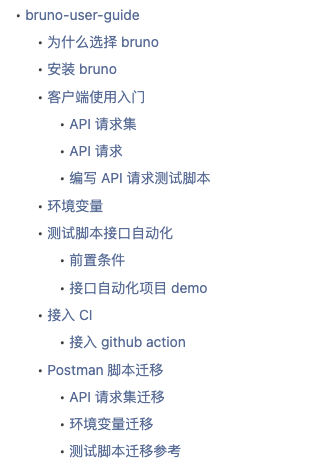 bruno-user-guide
为什么选择 bruno
安装 bruno
客户端使用入门
API 请求集
API 请求
编写 API 请求测试脚本
环境变量
测试脚本接口自动化
前置条件
接口自动化项目 demo
接入 CI
接入 github action
Postman 脚本迁移
API 请求集迁移
环境变量迁移
测试脚本迁移参考